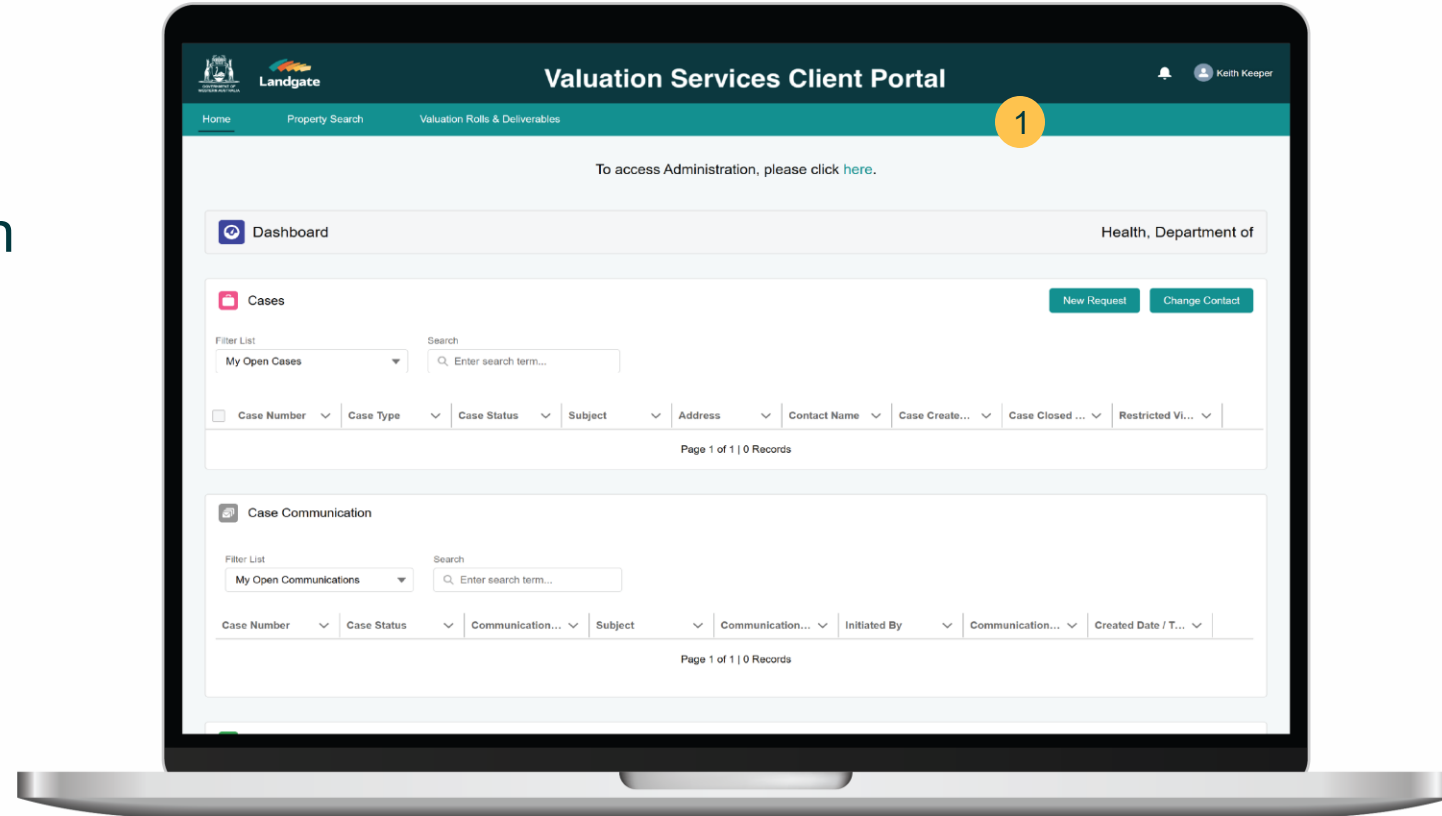 GOVERNMENT OF
WESTERN AUSTRALIA
Landgate
Valuation Services Client Portal
Keith Keeper
Home Property Search Valuation Rolls & Deliverables
1
To access Administration, please click here.
n
Dashboard Health, Department of
Cases New Request Change Contact
Filter List Search
My Open Cases Enter search term...
Case Number Case Type Case Status Subject Address Contact Name Case Create... Case Closed ... Restricted Vi...
Page 1 of 1 | 0 Records
Case Communication
Filter List Search
My Open Communications Enter search term...
Case Number Case Status Communication... Subject Communication... Initiated By Communication... Created Date / T...
Page 1 of 1 | 0 Records